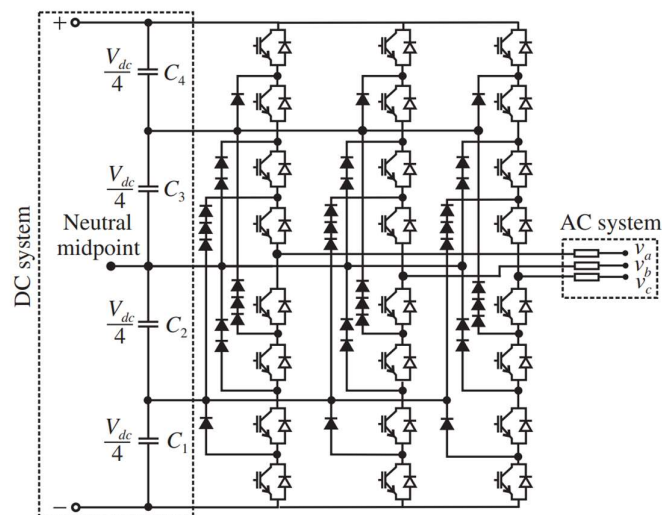 +
V_dc/4 C_4
V_dc/4 C_3
DC system
Neutral
midpoint
AC system
v_a
v_b
v_c
V_dc/4 C_2
V_dc/4 C_1
−